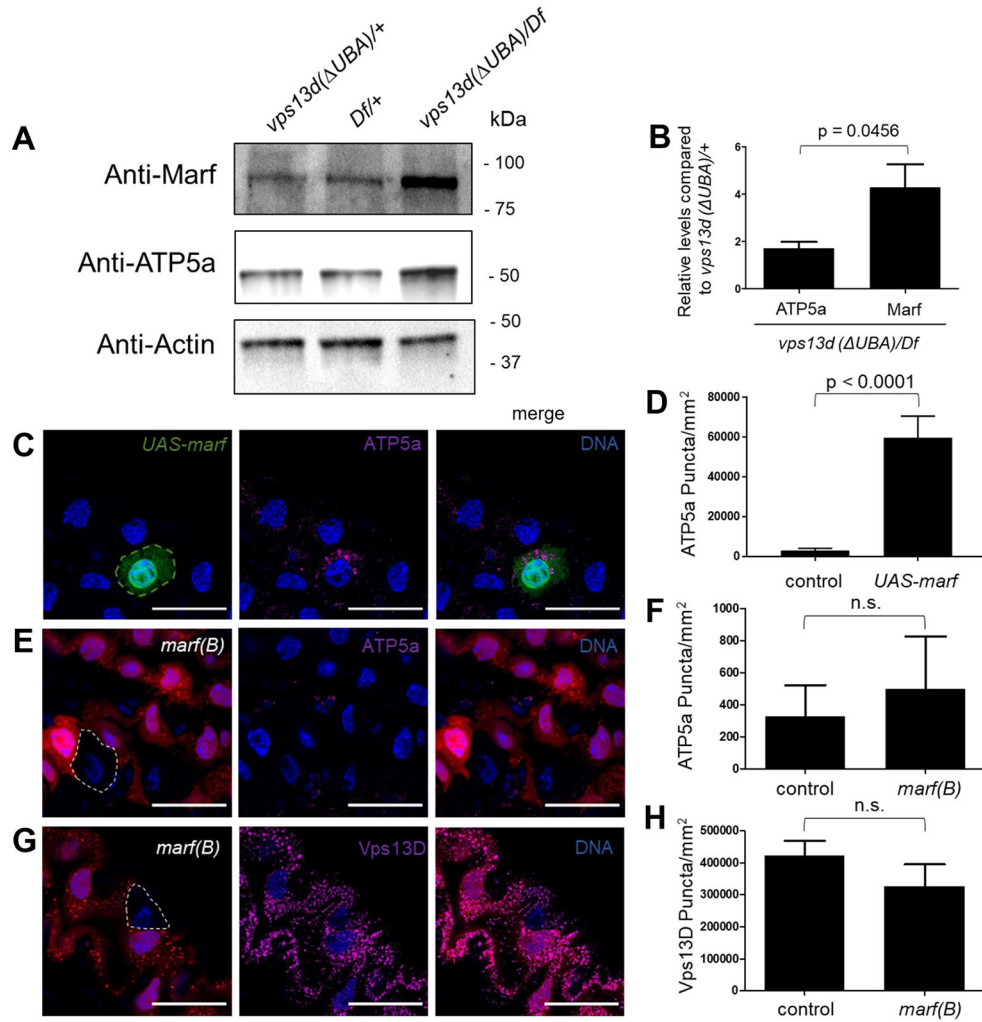 A
vps13d(ΔUBA)/+
Df/+
vps13d(ΔUBA)/Df
kDa
Anti-Marf
- 100
- 75
Anti-ATP5a
- 50
Anti-Actin
- 50
- 37
B
p = 0.0456
Relative levels compared
to vps13d (ΔUBA)/+
6
4
2
0
ATP5a
Marf
vps13d (ΔUBA)/Df
merge
C
UAS-marf
ATP5a
DNA
D
p < 0.0001
ATP5a Puncta/mm²
80000
60000
40000
20000
0
control
UAS-marf
E
marf(B)
ATP5a
DNA
F
n.s.
ATP5a Puncta/mm²
1000
800
600
400
200
0
control
marf(B)
G
marf(B)
Vps13D
DNA
H
n.s.
Vps13D Puncta/mm²
500000
400000
300000
200000
100000
0
control
marf(B)